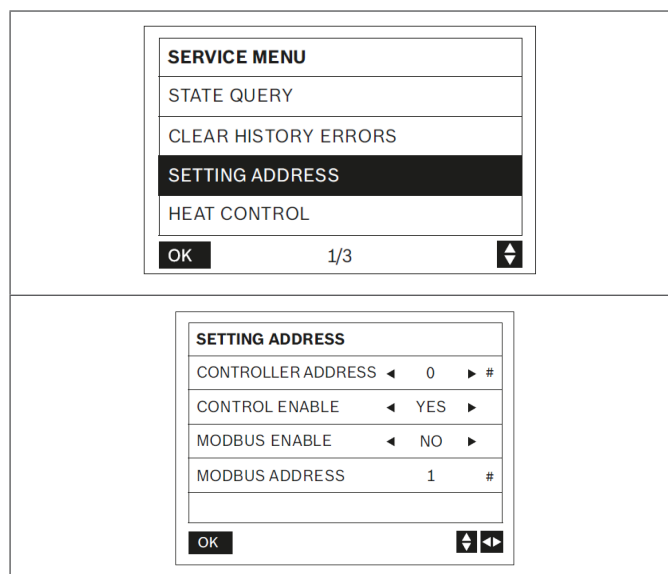 SERVICE MENU
STATE QUERY
CLEAR HISTORY ERRORS
SETTING ADDRESS
HEAT CONTROL
OK 1/3
SETTING ADDRESS
CONTROLLER ADDRESS ◄ 0 ► #
CONTROL ENABLE ◄ YES ►
MODBUS ENABLE ◄ NO ►
MODBUS ADDRESS 1 #
OK